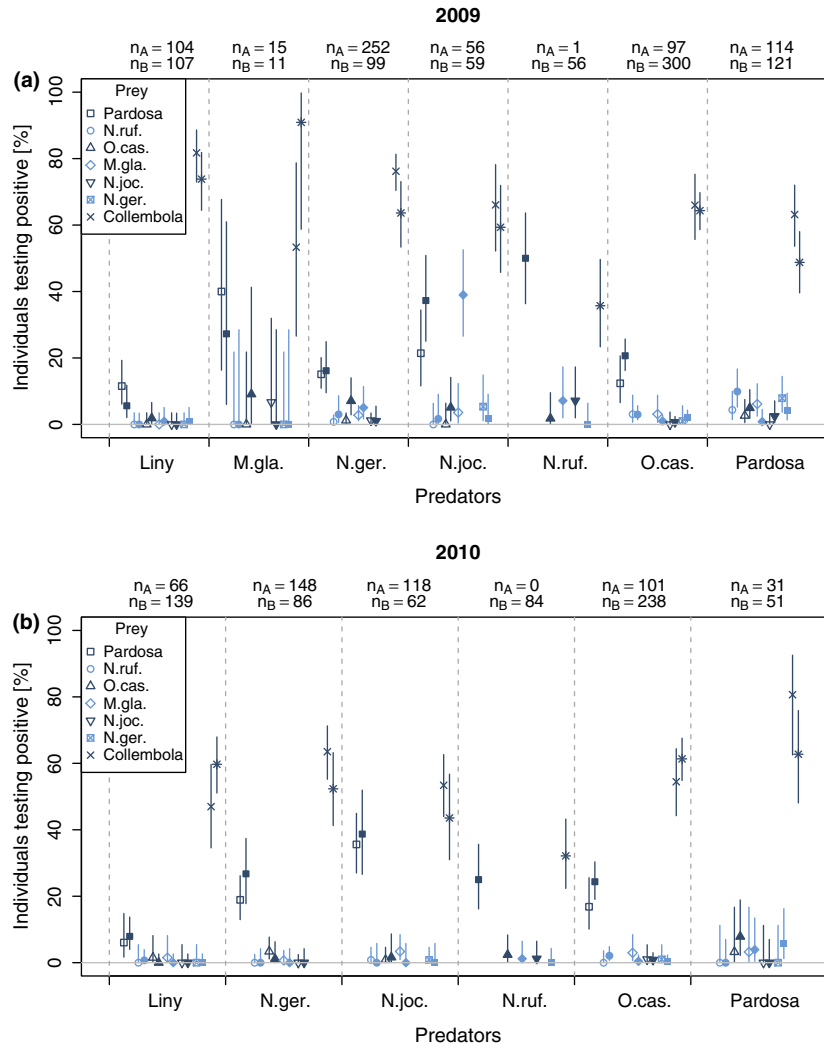 2009
n_A = 104 n_A = 15 n_A = 252 n_A = 56 n_A = 1 n_A = 97 n_A = 114
n_B = 107 n_B = 11 n_B = 99 n_B = 59 n_B = 56 n_B = 300 n_B = 121
(a)
Individuals testing positive [%]
100
80
60
40
20
0
Prey
Pardosa
N.ruf.
O.cas.
M.gla.
N.joc.
N.ger.
Collembola
Liny M.gla. N.ger. N.joc. N.ruf. O.cas. Pardosa
Predators
2010
n_A = 66 n_A = 148 n_A = 118 n_A = 0 n_A = 101 n_A = 31
n_B = 139 n_B = 86 n_B = 62 n_B = 84 n_B = 238 n_B = 51
(b)
Individuals testing positive [%]
100
80
60
40
20
0
Prey
Pardosa
N.ruf.
O.cas.
M.gla.
N.joc.
N.ger.
Collembola
Liny N.ger. N.joc. N.ruf. O.cas. Pardosa
Predators